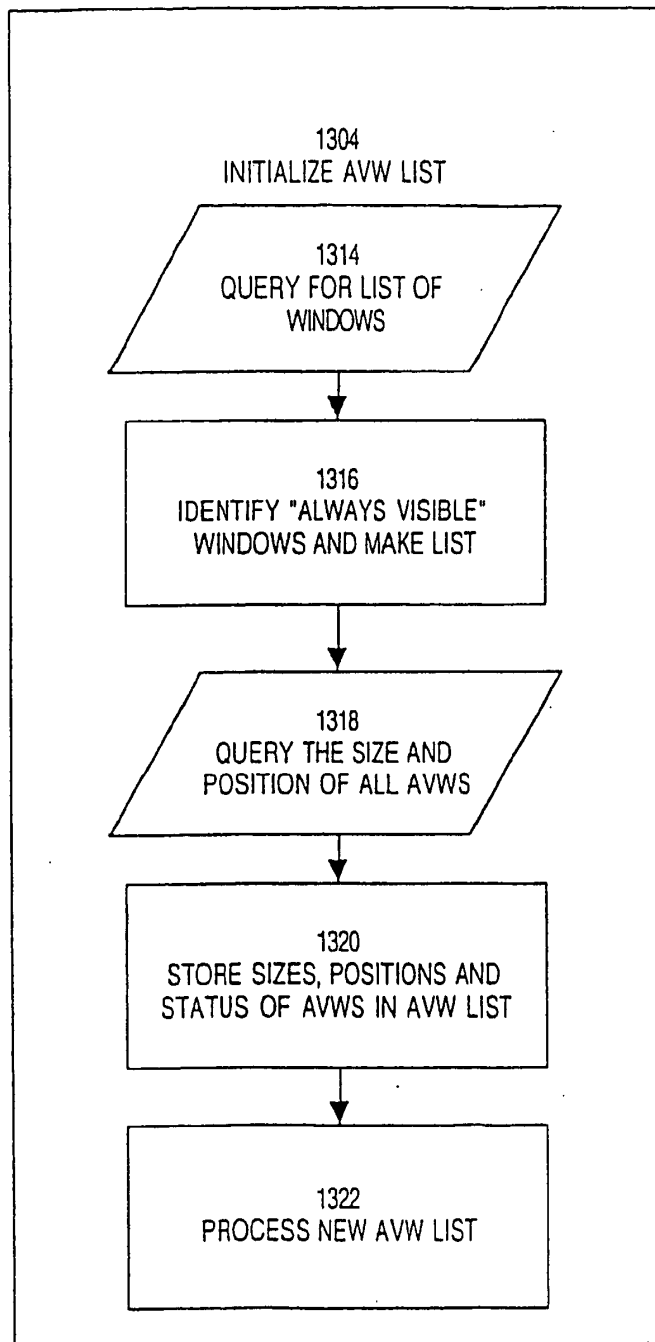 1304
INITIALIZE AVW LIST
1314
QUERY FOR LIST OF
WINDOWS
1316
IDENTIFY "ALWAYS VISIBLE"
WINDOWS AND MAKE LIST
1318
QUERY THE SIZE AND
POSITION OF ALL AVWS
1320
STORE SIZES, POSITIONS AND
STATUS OF AVWS IN AVW LIST
1322
PROCESS NEW AVW LIST